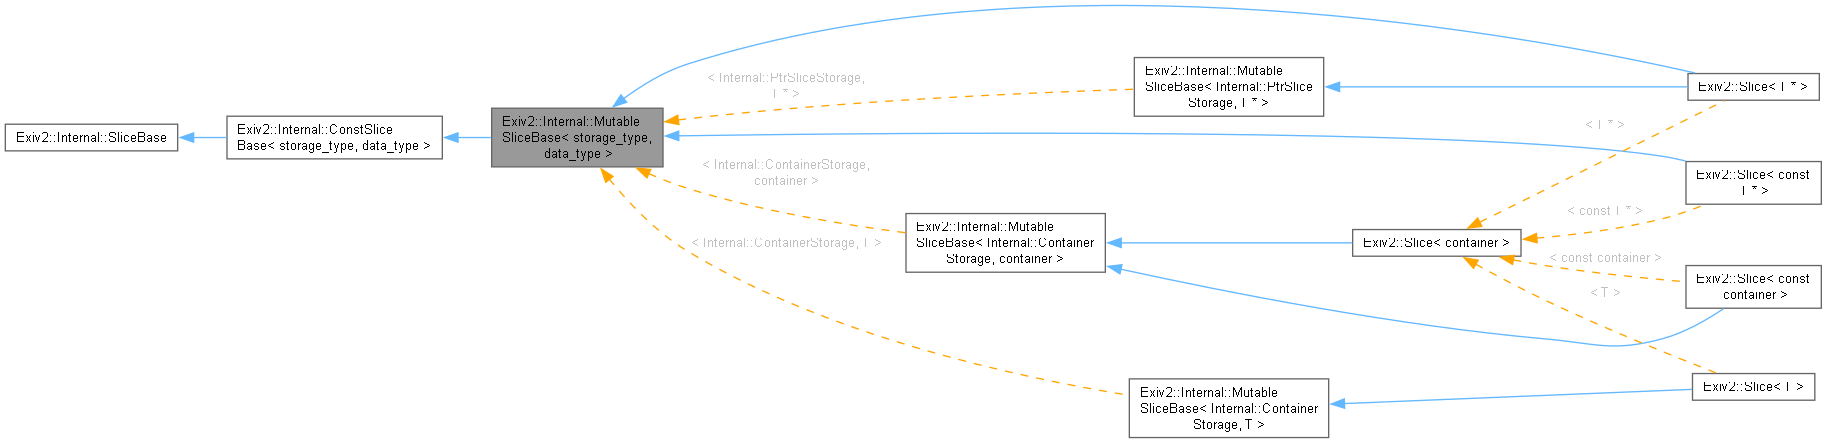 Exiv2::Internal::SliceBase
Exiv2::Internal::ConstSlice
Base< storage_type, data_type >
Exiv2::Internal::Mutable
SliceBase< storage_type,
data_type >
< Internal::PtrSliceStorage,
T * >
< Internal::ContainerStorage,
container >
< Internal::ContainerStorage, T >
Exiv2::Internal::Mutable
SliceBase< Internal::PtrSlice
Storage, T * >
Exiv2::Internal::Mutable
SliceBase< Internal::Container
Storage, container >
Exiv2::Internal::Mutable
SliceBase< Internal::Container
Storage, T >
Exiv2::Slice< container >
< T * >
< const T * >
< const container >
< T >
Exiv2::Slice< T * >
Exiv2::Slice< const
T * >
Exiv2::Slice< const
container >
Exiv2::Slice< T >